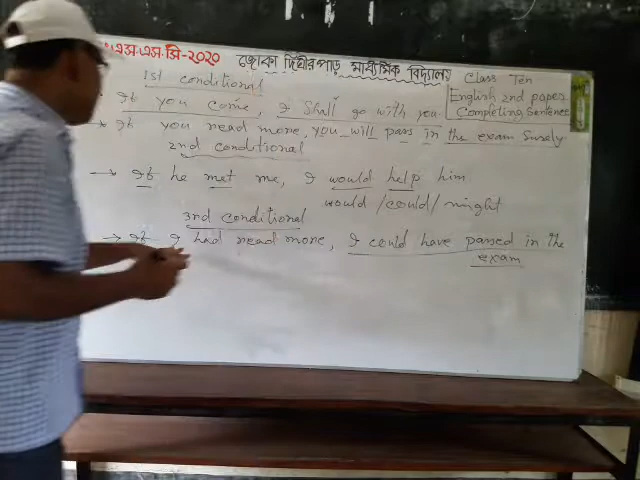 এস.এস.সি-২০২০ জোকা দিঘীরপাড় মাধ্যমিক বিদ্যালয়
Class Ten
English 2nd paper
Completing Sentence
1st conditional
If you come, I shall go with you
* If you read more, you will pass in the exam surely
2nd conditional
→ If he met me, I would help him
would/could/might
3rd conditional
→ If I had read more, I could have passed in the
exam